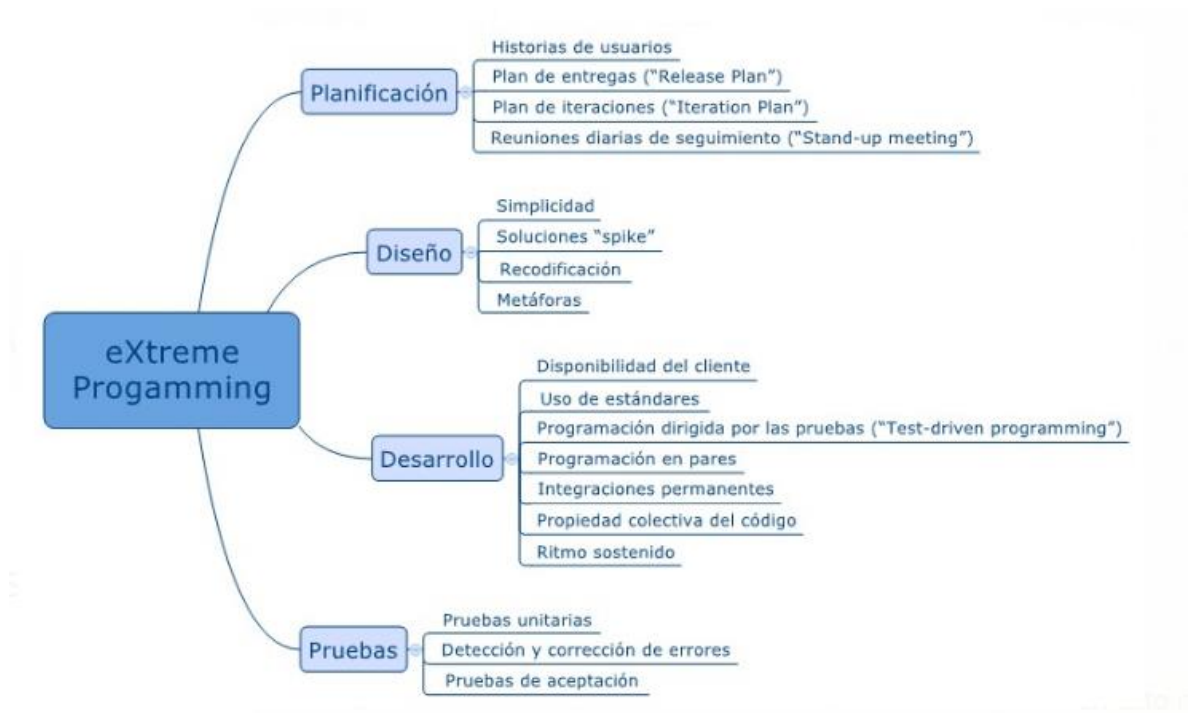 Historias de usuarios
Planificación
Plan de entregas (“Release Plan”)
Plan de iteraciones (“Iteration Plan”)
Reuniones diarias de seguimiento (“Stand-up meeting”)
Simplicidad
Diseño
Soluciones “spike”
Recodificación
Metáforas
eXtreme
Progamming
Disponibilidad del cliente
Uso de estándares
Programación dirigida por las pruebas (“Test-driven programming”)
Desarrollo
Programación en pares
Integraciones permanentes
Propiedad colectiva del código
Ritmo sostenido
Pruebas unitarias
Pruebas
Detección y corrección de errores
Pruebas de aceptación